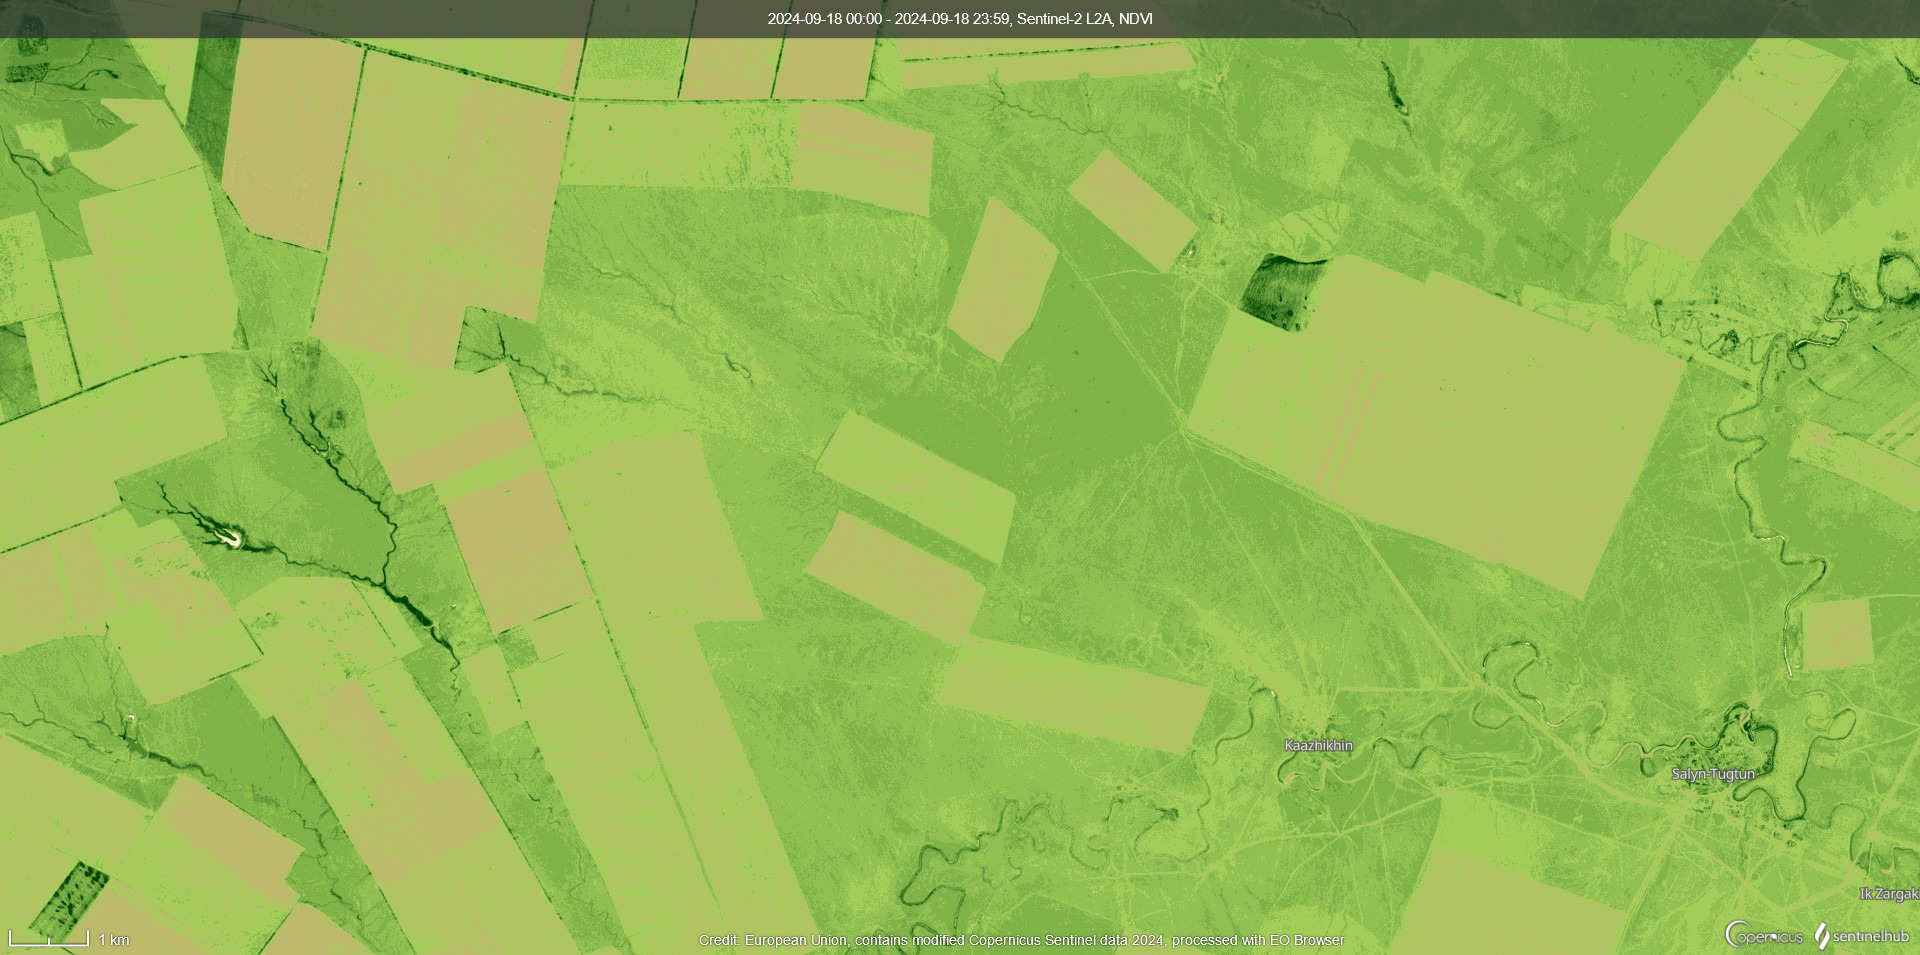 2024-09-18 00:00 - 2024-09-18 23:59, Sentinel-2 L2A, NDVI
Kaazhikhin
Salyn-Tugtun
Ik Zargaki
1 km
Credit: European Union, contains modified Copernicus Sentinel data 2024, processed with EO Browser
Copernicus
sentinelhub